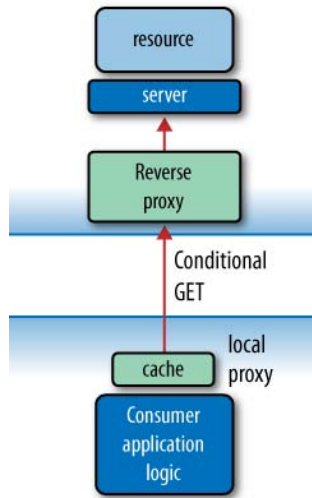 resource
server
Reverse
proxy
Conditional
GET
local
proxy
cache
Consumer
application
logic